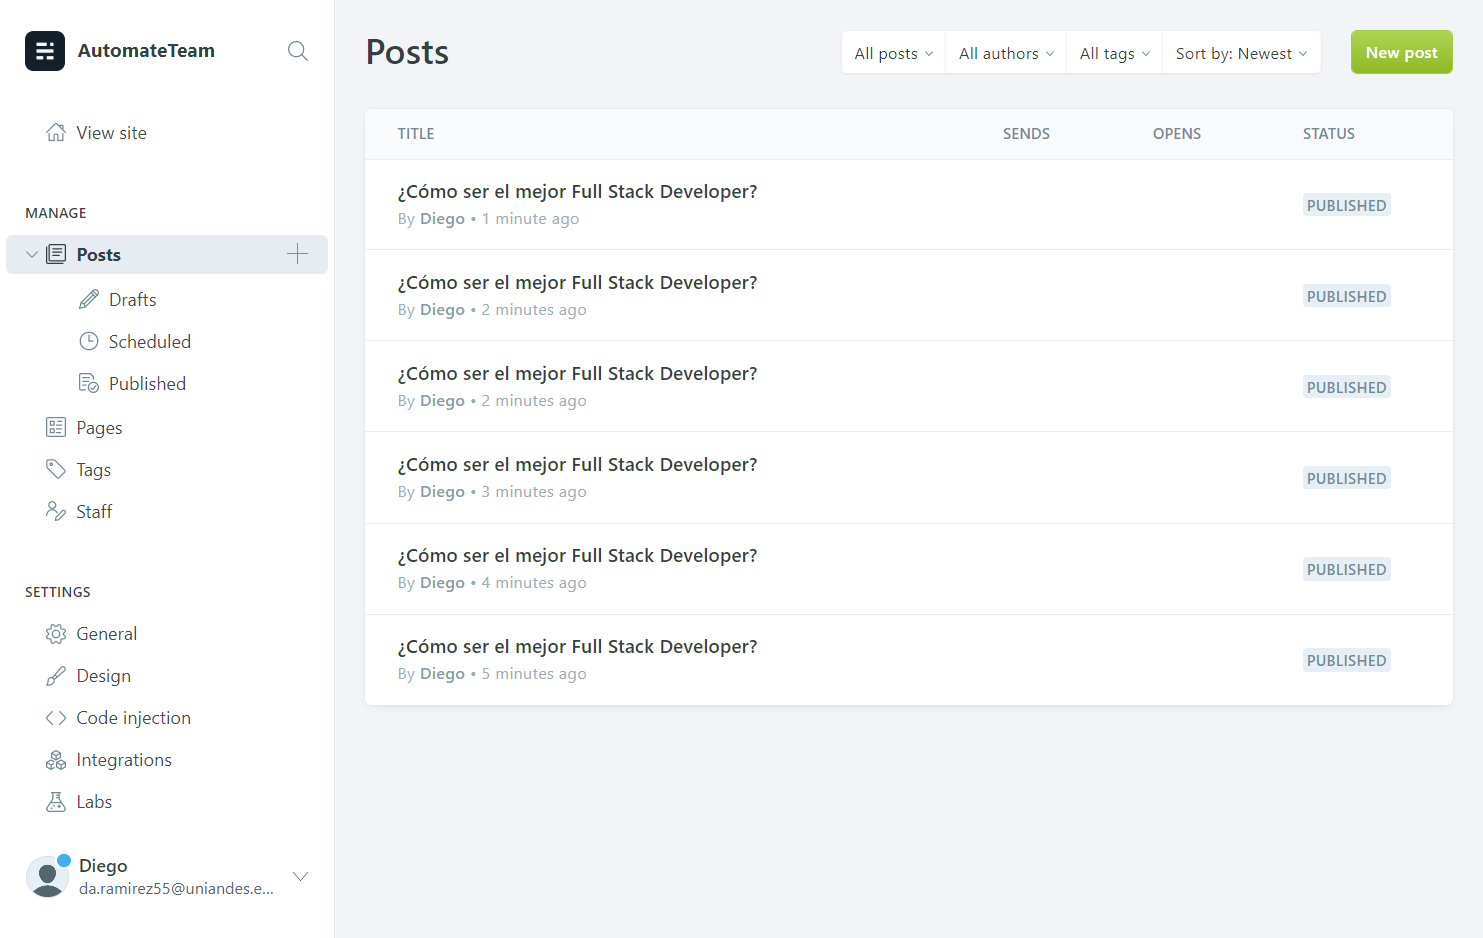 AutomateTeam
View site
MANAGE
Posts
Drafts
Scheduled
Published
Pages
Tags
Staff
SETTINGS
General
Design
Code injection
Integrations
Labs
Diego
da.ramirez55@uniandes.e...
Posts
All posts
All authors
All tags
Sort by: Newest
New post
TITLE SENDS OPENS STATUS
¿Cómo ser el mejor Full Stack Developer?
By Diego • 1 minute ago
PUBLISHED
¿Cómo ser el mejor Full Stack Developer?
By Diego • 2 minutes ago
PUBLISHED
¿Cómo ser el mejor Full Stack Developer?
By Diego • 2 minutes ago
PUBLISHED
¿Cómo ser el mejor Full Stack Developer?
By Diego • 3 minutes ago
PUBLISHED
¿Cómo ser el mejor Full Stack Developer?
By Diego • 4 minutes ago
PUBLISHED
¿Cómo ser el mejor Full Stack Developer?
By Diego • 5 minutes ago
PUBLISHED